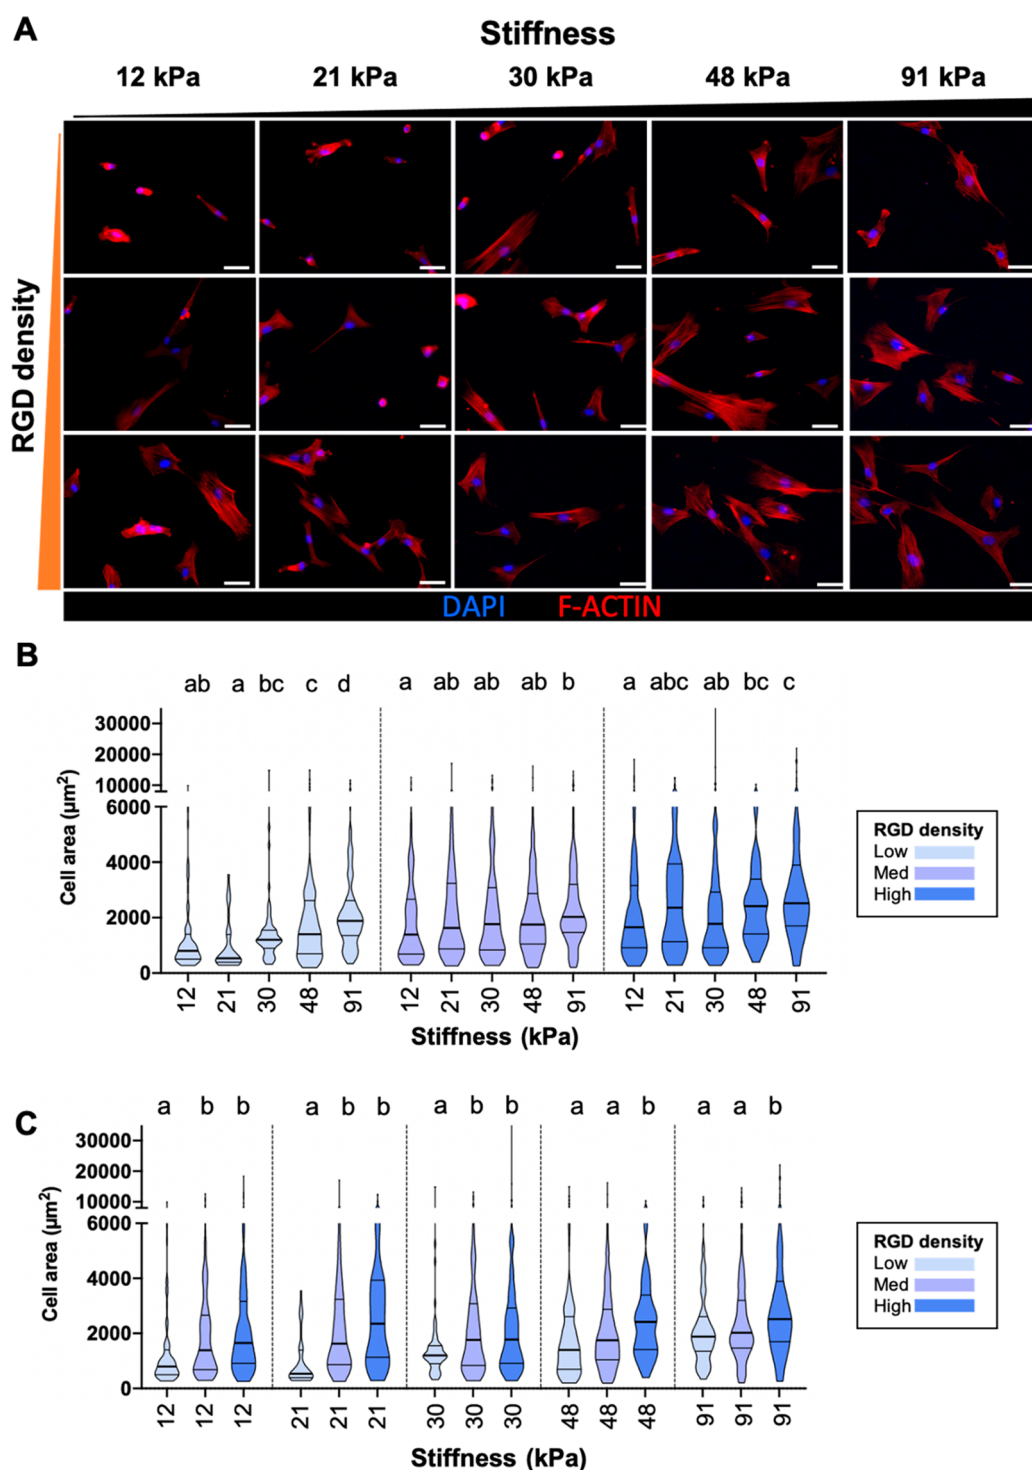 A
Stiffness
12 kPa 21 kPa 30 kPa 48 kPa 91 kPa
RGD density
DAPI F-ACTIN
B
ab a bc c d a ab ab ab b a abc ab bc c
Cell area (µm²)
30000
20000
10000
6000
4000
2000
0
12 21 30 48 91 12 21 30 48 91 12 21 30 48 91
Stiffness (kPa)
RGD density
Low
Med
High
C
a b b a b b a b b a a b a a b
Cell area (µm²)
30000
20000
10000
6000
4000
2000
0
12 12 12 21 21 21 30 30 30 48 48 48 91 91 91
Stiffness (kPa)
RGD density
Low
Med
High